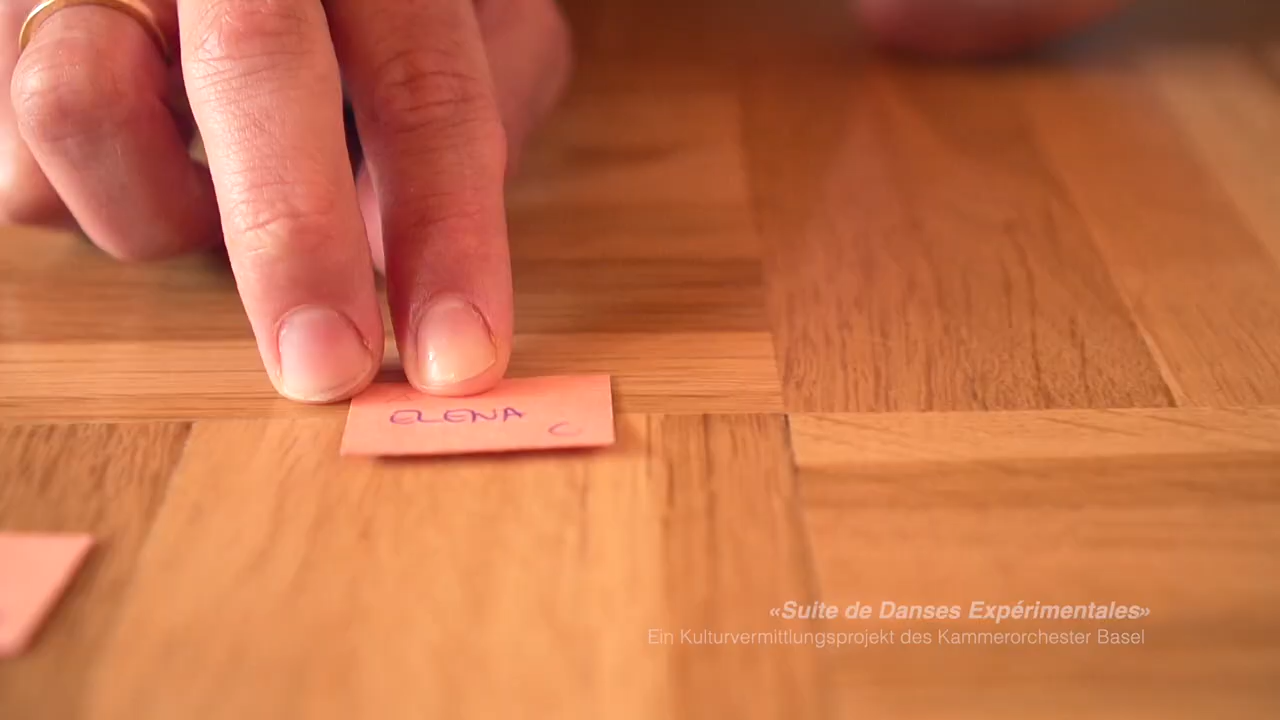 ELENA
C
«Suite de Danses Expérimentales»
Ein Kulturvermittlungsprojekt des Kammerorchester Basel